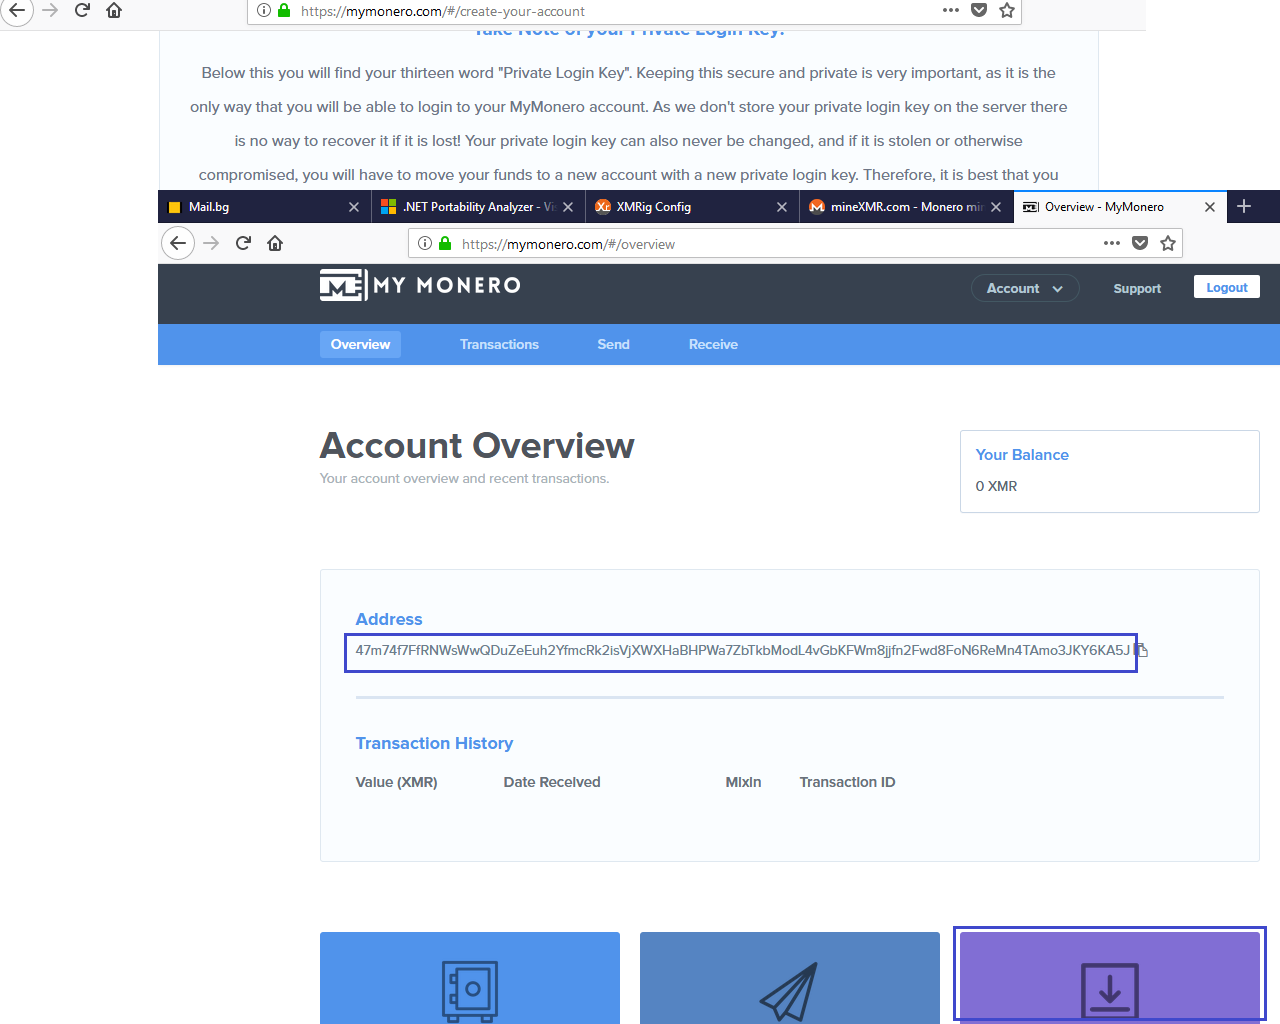 https://mymonero.com/#/create-your-account
Take Note of your Private Login Key!
Below this you will find your thirteen word "Private Login Key". Keeping this secure and private is very important, as it is the
only way that you will be able to login to your MyMonero account. As we don't store your private login key on the server there
is no way to recover it if it is lost! Your private login key can also never be changed, and if it is stolen or otherwise
compromised, you will have to move your funds to a new account with a new private login key. Therefore, it is best that you
Mail.bg
.NET Portability Analyzer - Vis
XMRig Config
mineXMR.com - Monero min
Overview - MyMonero
https://mymonero.com/#/overview
MY MONERO
Account
Support
Logout
Overview
Transactions
Send
Receive
Account Overview
Your account overview and recent transactions.
Your Balance
0 XMR
Address
47m74f7FfRNWsWwQDuZeEuh2YfmcRk2isVjXWXHaBHPWa7ZbTkbModL4vGbKFWm8jjfn2Fwd8FoN6ReMn4TAmo3JKY6KA5J
Transaction History
Value (XMR)
Date Received
MixIn
Transaction ID